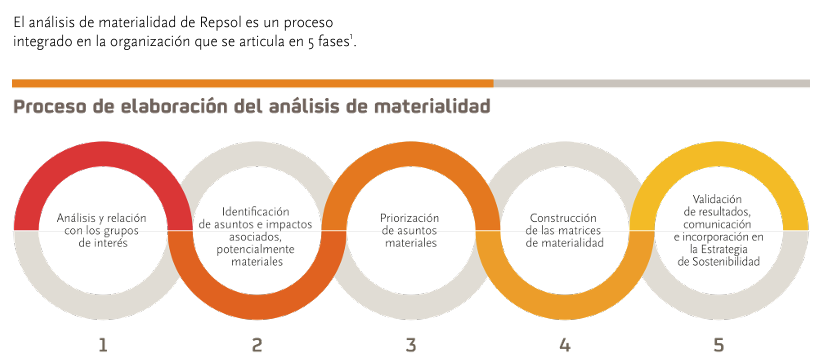 El análisis de materialidad de Repsol es un proceso
integrado en la organización que se articula en 5 fases¹.
Proceso de elaboración del análisis de materialidad
Análisis y relación
con los grupos
de interés
Identificación
de asuntos e impactos
asociados,
potencialmente
materiales
Priorización
de asuntos
materiales
Construcción
de las matrices
de materialidad
Validación
de resultados,
comunicación
e incorporación en
la Estrategia
de Sostenibilidad
1
2
3
4
5